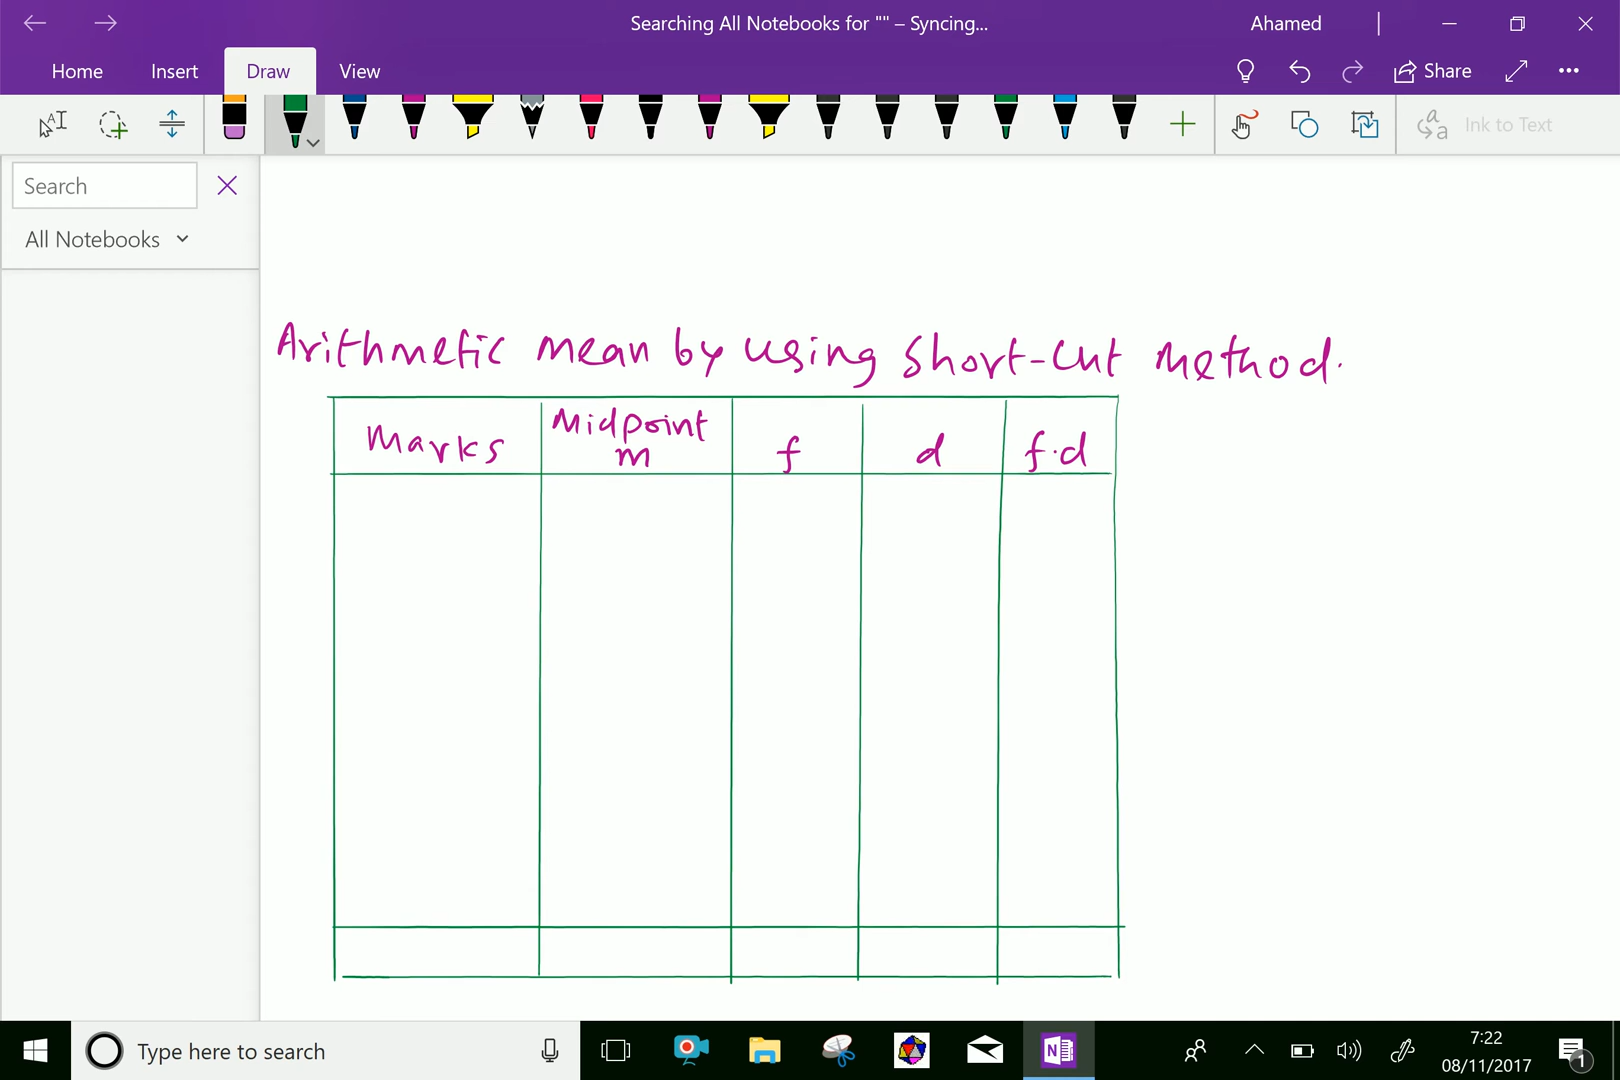 Searching All Notebooks for "" – Syncing...
Ahamed
Home Insert Draw View
Share
Ink to Text
Search
All Notebooks
Arithmetic mean by using short-cut method.
Marks Midpoint m f d f.d
Type here to search
7:22
08/11/2017
1